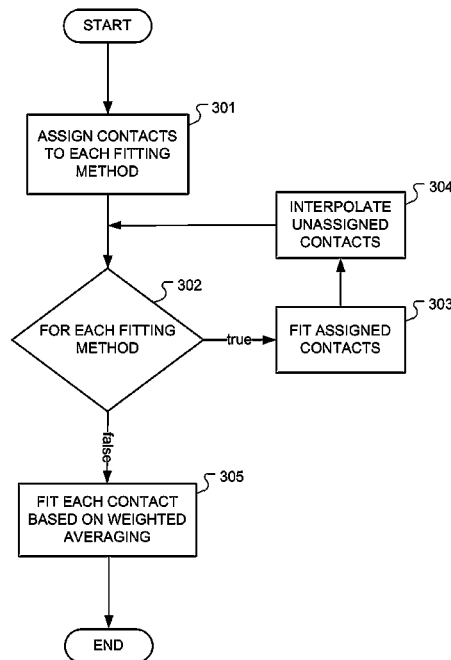 START
301
ASSIGN CONTACTS
TO EACH FITTING
METHOD
304
INTERPOLATE
UNASSIGNED
CONTACTS
302
FOR EACH FITTING
METHOD
true
303
FIT ASSIGNED
CONTACTS
false
305
FIT EACH CONTACT
BASED ON WEIGHTED
AVERAGING
END